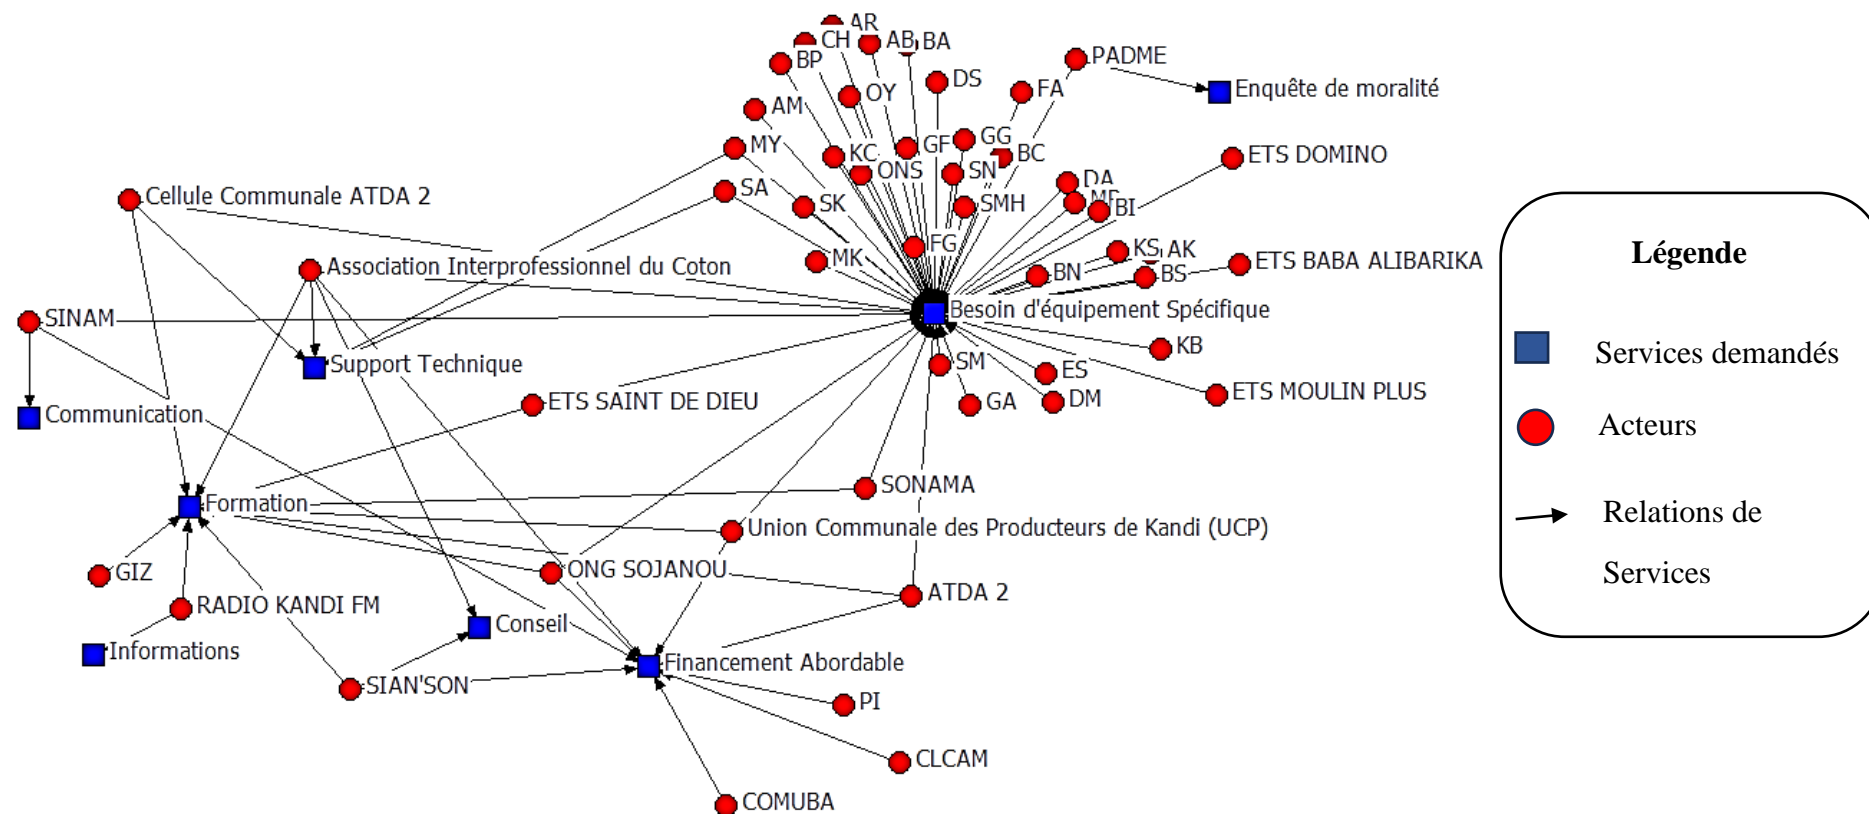 AR
CH
AB
BA
BP
PADME
DS
FA
Enquête de moralité
OY
AM
GG
MY
KC
GF
BC
ETS DOMINO
ONS
SN
DA
SA
Cellule Communale ATDA 2
SK
SMH
BI
FG
KS
AK
MK
Association Interprofessionnel du Coton
BN
BS
ETS BABA ALIBARIKA
Besoin d'équipement Spécifique
SINAM
KB
Support Technique
SM
ES
ETS MOULIN PLUS
ETS SAINT DE DIEU
GA
DM
Communication
SONAMA
Formation
Union Communale des Producteurs de Kandi (UCP)
GIZ
ONG SOJANOU
ATDA 2
RADIO KANDI FM
Conseil
Informations
Financement Abordable
SIAN'SON
PI
CLCAM
COMUBA
Légende
Services demandés
Acteurs
Relations de
Services